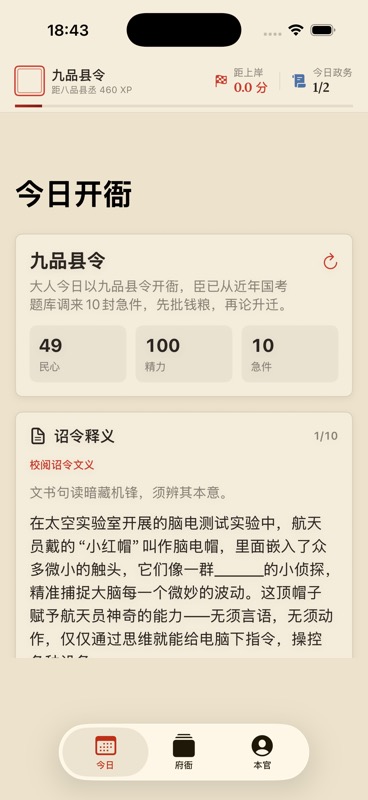 18:43
九品县令
距八品县丞 460 XP
距上岸
0.0 分
今日政务
1/2
今日开衙
九品县令
大人今日以九品县令开衙，臣已从近年国考
题库调来 10 封急件，先批钱粮，再论升迁。
49
民心
100
精力
10
急件
诏令释义
1/10
校阅诏令文义
文书句读暗藏机锋，须辨其本意。
在太空实验室开展的脑电测试实验中，航天
员戴的“小红帽”叫作脑电帽，里面嵌入了众
多微小的触头，它们像一群______的小侦探，
精准捕捉大脑每一个微妙的波动。这顶帽子
赋予航天员神奇的能力——无须言语，无须动
作，仅仅通过思维就能给电脑下指令，操控
今日
府衙
本官